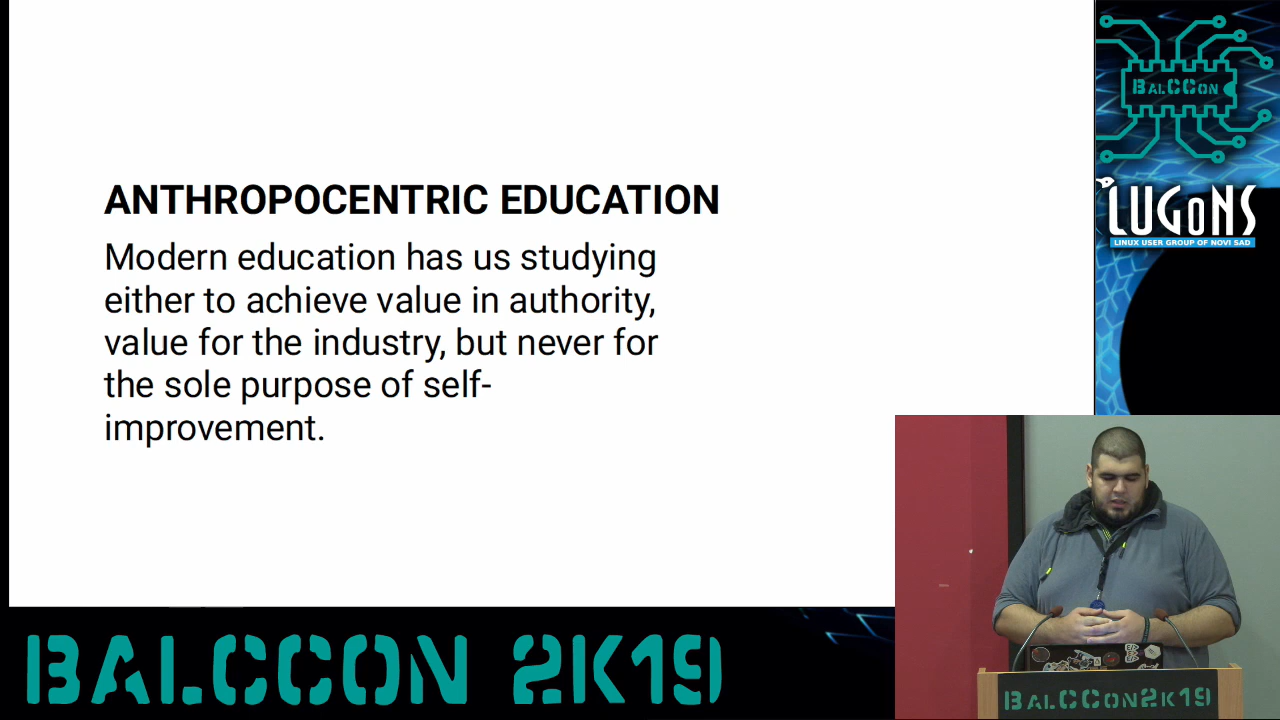 ANTHROPOCENTRIC EDUCATION
Modern education has us studying
either to achieve value in authority,
value for the industry, but never for
the sole purpose of self-
improvement.
BALCCON
LUGONS
LINUX USER GROUP OF NOVI SAD
BALCCON 2K19
BALCCON2K19